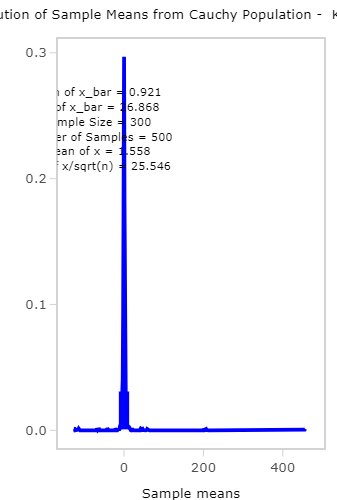 ution of Sample Means from Cauchy Population - K
0.3
n of x_bar = 0.921
of x_bar = 26.868
mple Size = 300
er of Samples = 500
ean of x = 1.558
f x/sqrt(n) = 25.546
0.2
0.1
0.0
0 200 400
Sample means